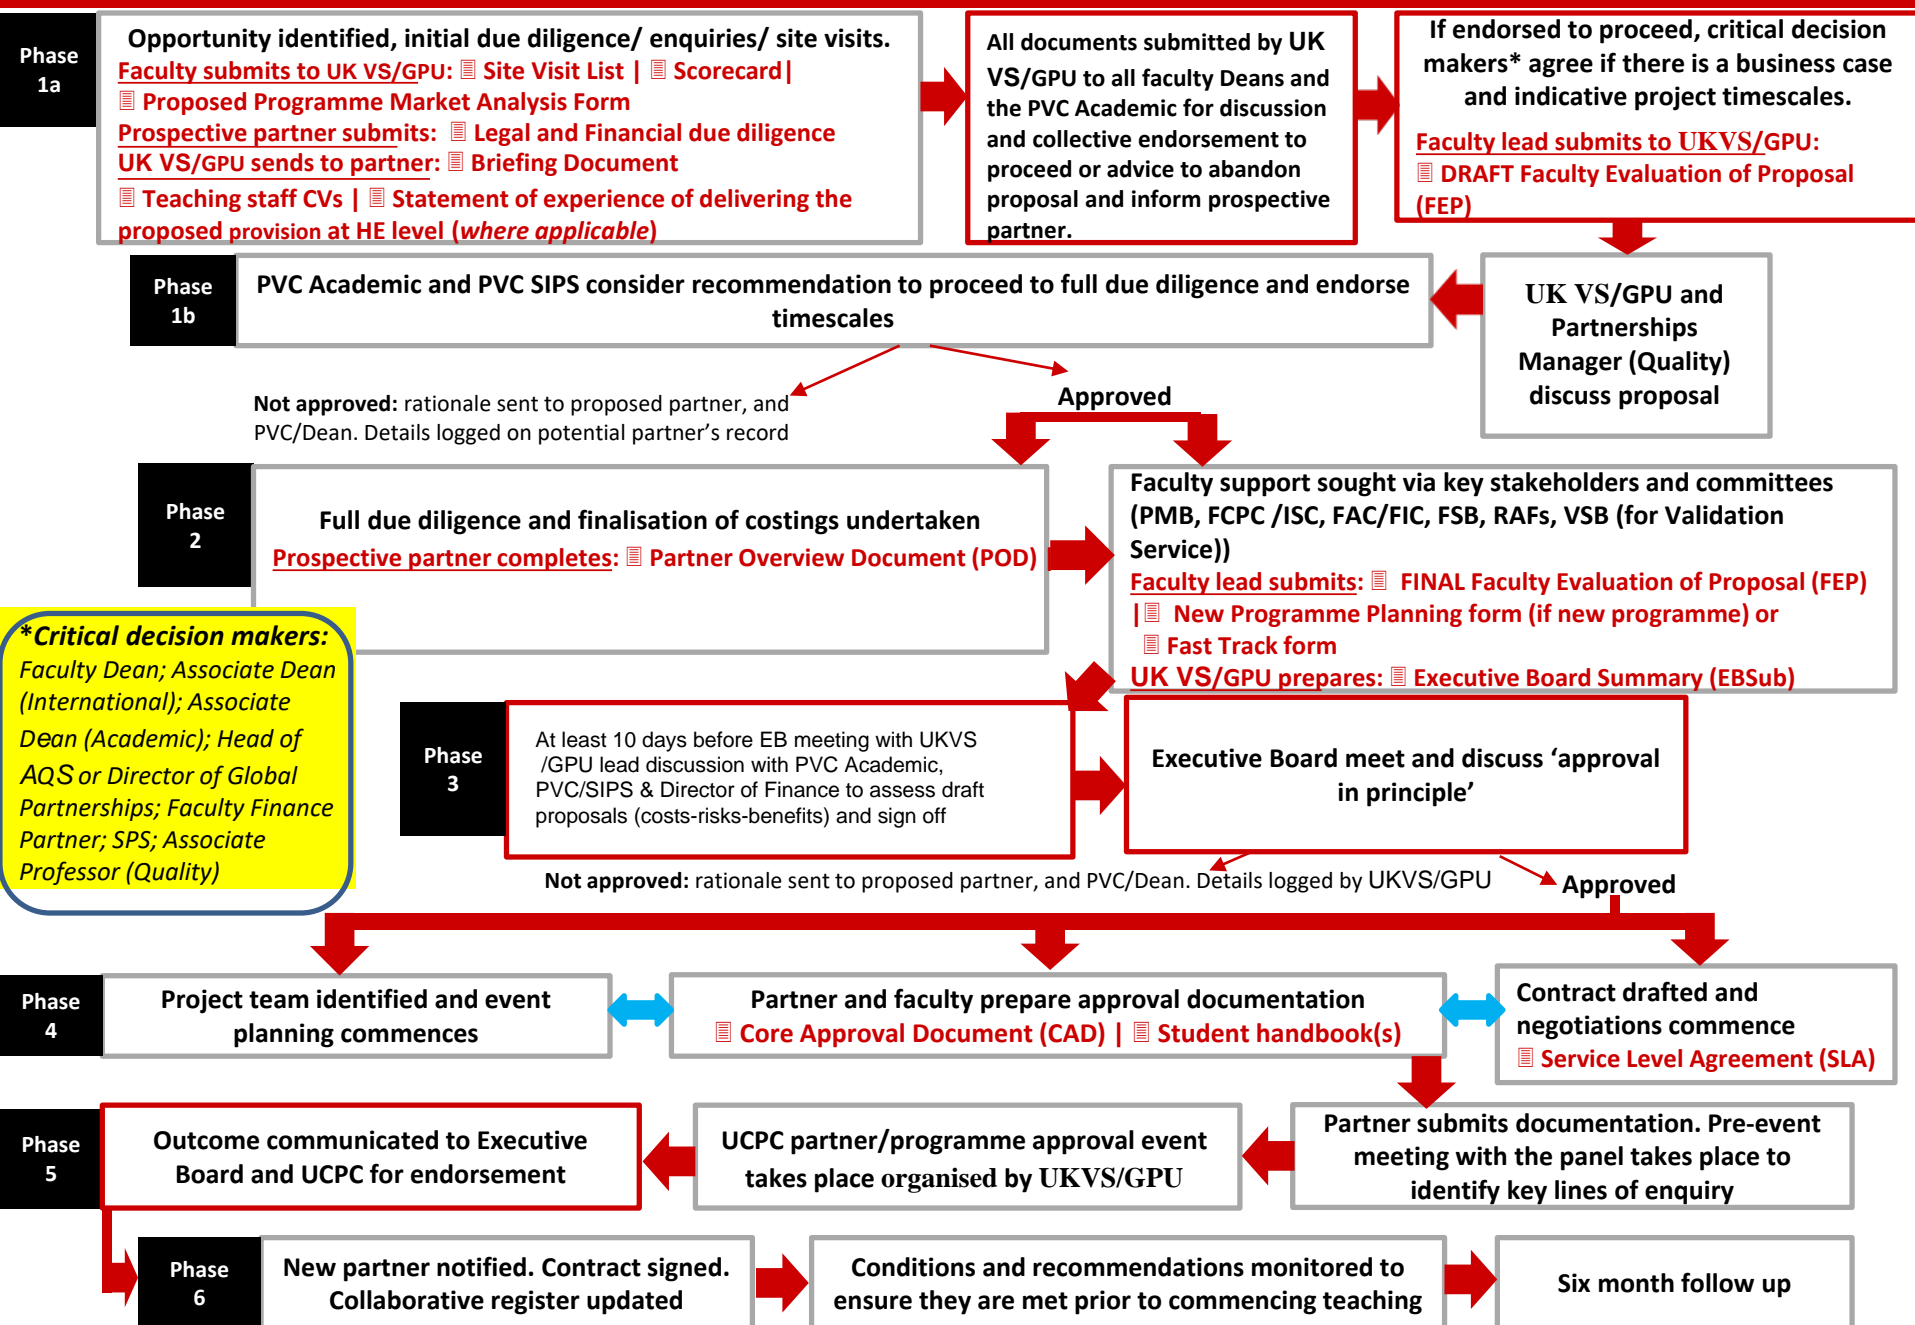 Phase
1a
Opportunity identified, initial due diligence/ enquiries/ site visits.
Faculty submits to UK VS/GPU: Site Visit List | Scorecard|
Proposed Programme Market Analysis Form
Prospective partner submits: Legal and Financial due diligence
UK VS/GPU sends to partner: Briefing Document
Teaching staff CVs | Statement of experience of delivering the
proposed provision at HE level (where applicable)
All documents submitted by UK
VS/GPU to all faculty Deans and
the PVC Academic for discussion
and collective endorsement to
proceed or advice to abandon
proposal and inform prospective
partner.
If endorsed to proceed, critical decision
makers* agree if there is a business case
and indicative project timescales.
Faculty lead submits to UKVS/GPU:
DRAFT Faculty Evaluation of Proposal
(FEP)
Phase
1b
PVC Academic and PVC SIPS consider recommendation to proceed to full due diligence and endorse
timescales
UK VS/GPU and
Partnerships
Manager (Quality)
discuss proposal
Not approved: rationale sent to proposed partner, and
PVC/Dean. Details logged on potential partner's record
Approved
Phase
2
Full due diligence and finalisation of costings undertaken
Prospective partner completes: Partner Overview Document (POD)
Faculty support sought via key stakeholders and committees
(PMB, FCPC /ISC, FAC/FIC, FSB, RAFs, VSB (for Validation
Service))
Faculty lead submits: FINAL Faculty Evaluation of Proposal (FEP)
| New Programme Planning form (if new programme) or
Fast Track form
UK VS/GPU prepares: Executive Board Summary (EBSub)
*Critical decision makers:
Faculty Dean; Associate Dean
(International); Associate
Dean (Academic); Head of
AQS or Director of Global
Partnerships; Faculty Finance
Partner; SPS; Associate
Professor (Quality)
Phase
3
At least 10 days before EB meeting with UKVS
/GPU lead discussion with PVC Academic,
PVC/SIPS & Director of Finance to assess draft
proposals (costs-risks-benefits) and sign off
Executive Board meet and discuss ‘approval
in principle’
Not approved: rationale sent to proposed partner, and PVC/Dean. Details logged by UKVS/GPU
Approved
Phase
4
Project team identified and event
planning commences
Partner and faculty prepare approval documentation
Core Approval Document (CAD) | Student handbook(s)
Contract drafted and
negotiations commence
Service Level Agreement (SLA)
Phase
5
Outcome communicated to Executive
Board and UCPC for endorsement
UCPC partner/programme approval event
takes place organised by UKVS/GPU
Partner submits documentation. Pre-event
meeting with the panel takes place to
identify key lines of enquiry
Phase
6
New partner notified. Contract signed.
Collaborative register updated
Conditions and recommendations monitored to
ensure they are met prior to commencing teaching
Six month follow up